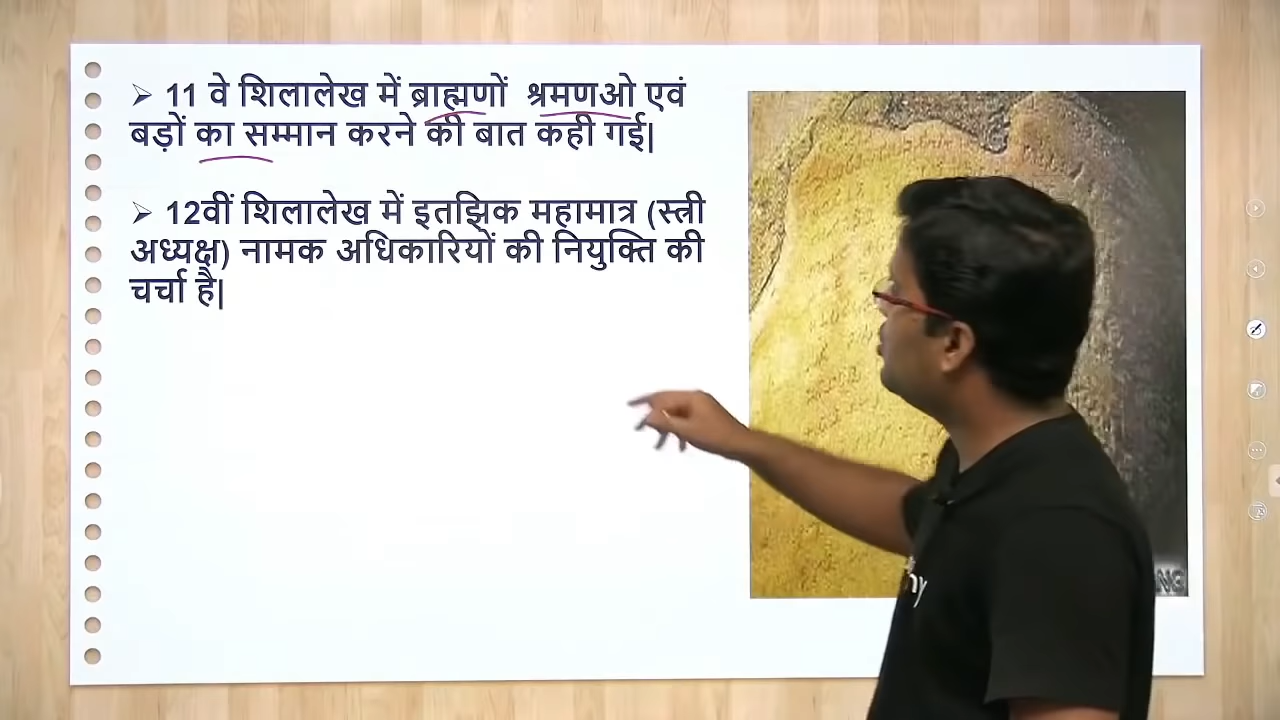 ➢ 11 वे शिलालेख में ब्राह्मणों श्रमणओ एवं
बड़ों का सम्मान करने की बात कही गई|
➢ 12वीं शिलालेख में इतझिक महामात्र (स्त्री
अध्यक्ष) नामक अधिकारियों की नियुक्ति की
चर्चा है|